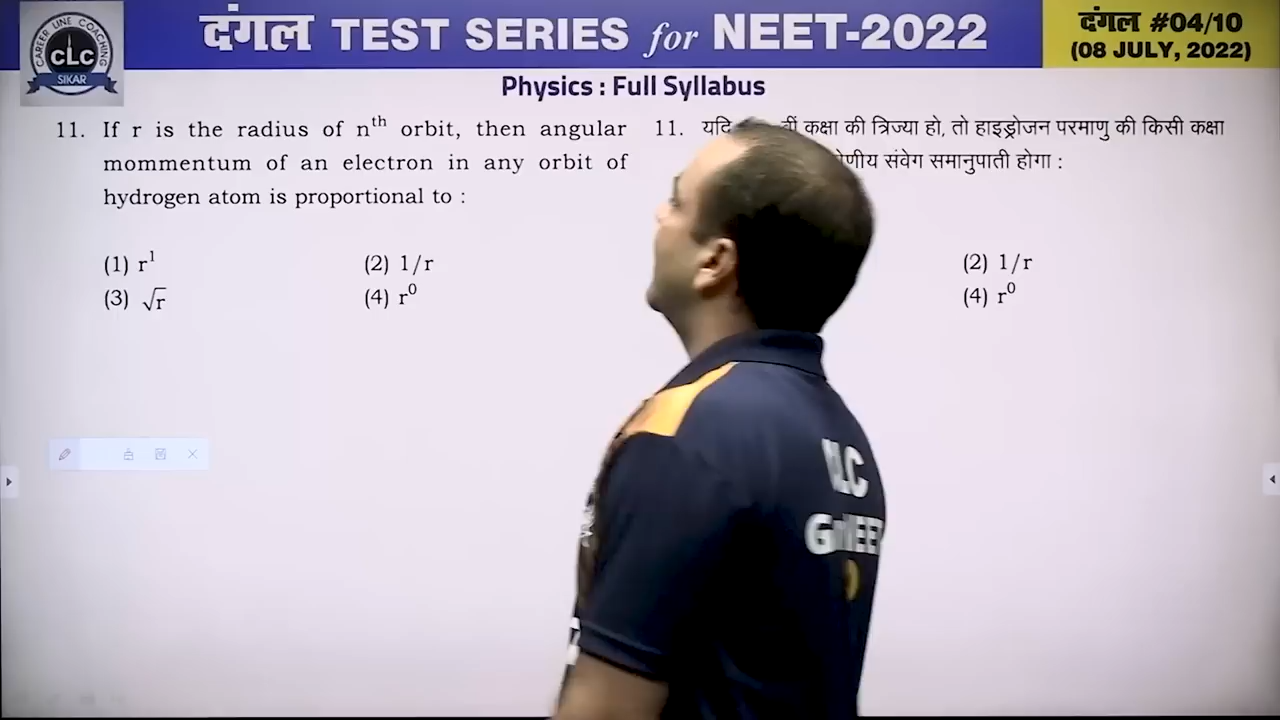 दंगल TEST SERIES for NEET-2022
दंगल #04/10
(08 JULY, 2022)
CAREER LINE COACHING
CLC
SIKAR
Physics : Full Syllabus
11. If r is the radius of nth orbit, then angular
mommentum of an electron in any orbit of
hydrogen atom is proportional to :
(1) r¹ (2) 1/r
(3) √r (4) r⁰
11. यदि वीं कक्षा की त्रिज्या हो, तो हाइड्रोजन परमाणु की किसी कक्षा
संवेग समानुपाती होगा :
(2) 1/r
(4) r⁰